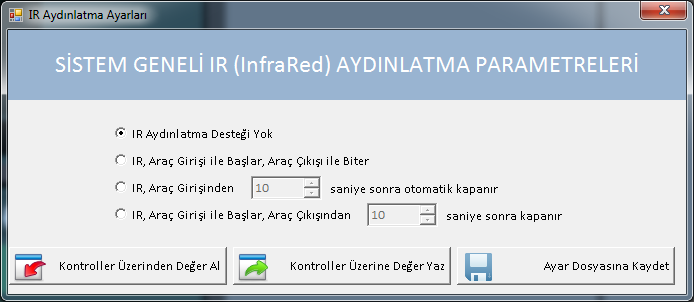 IR Aydınlatma Ayarları
SİSTEM GENELİ IR (InfraRed) AYDINLATMA PARAMETRELERİ
IR Aydınlatma Desteği Yok
IR, Araç Girişi ile Başlar, Araç Çıkışı ile Biter
IR, Araç Girişinden 10 saniye sonra otomatik kapanır
IR, Araç Girişi ile Başlar, Araç Çıkışından 10 saniye sonra kapanır
Kontroller Üzerinden Değer Al Kontroller Üzerine Değer Yaz Ayar Dosyasına Kaydet